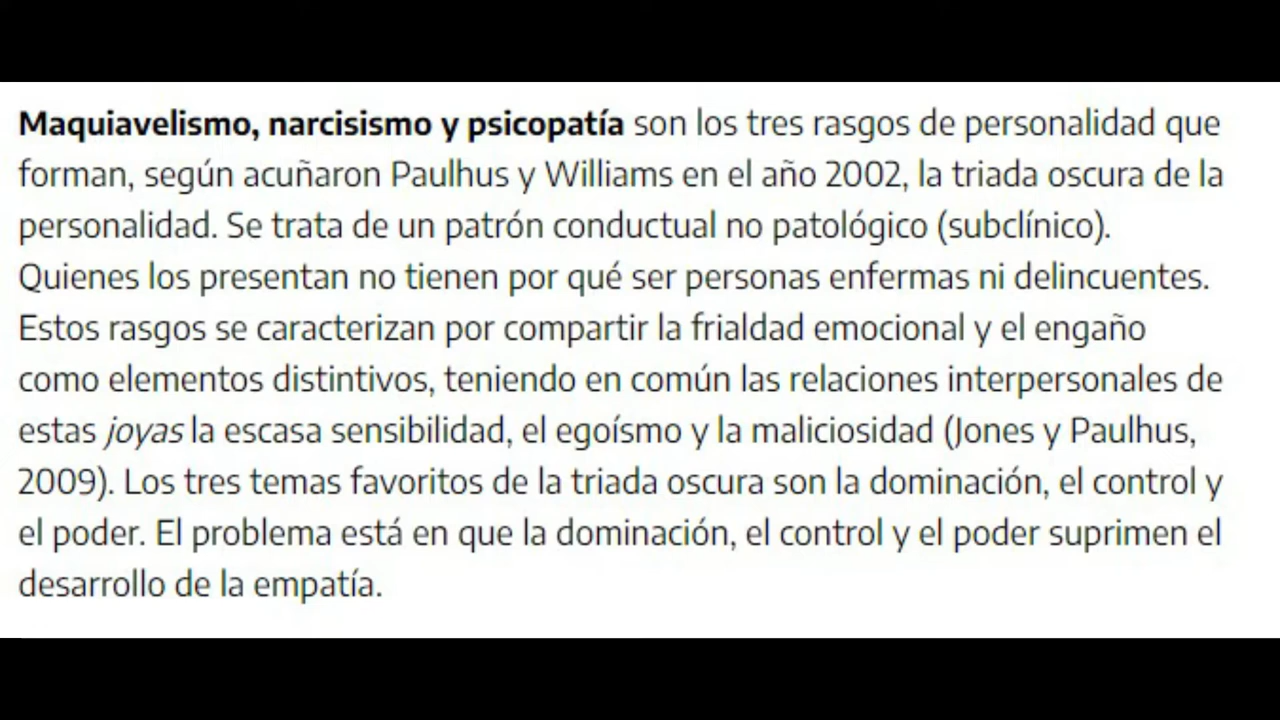 Maquiavelismo, narcisismo y psicopatía son los tres rasgos de personalidad que
forman, según acuñaron Paulhus y Williams en el año 2002, la triada oscura de la
personalidad. Se trata de un patrón conductual no patológico (subclínico).
Quienes los presentan no tienen por qué ser personas enfermas ni delincuentes.
Estos rasgos se caracterizan por compartir la frialdad emocional y el engaño
como elementos distintivos, teniendo en común las relaciones interpersonales de
estas joyas la escasa sensibilidad, el egoísmo y la maliciosidad (Jones y Paulhus,
2009). Los tres temas favoritos de la triada oscura son la dominación, el control y
el poder. El problema está en que la dominación, el control y el poder suprimen el
desarrollo de la empatía.